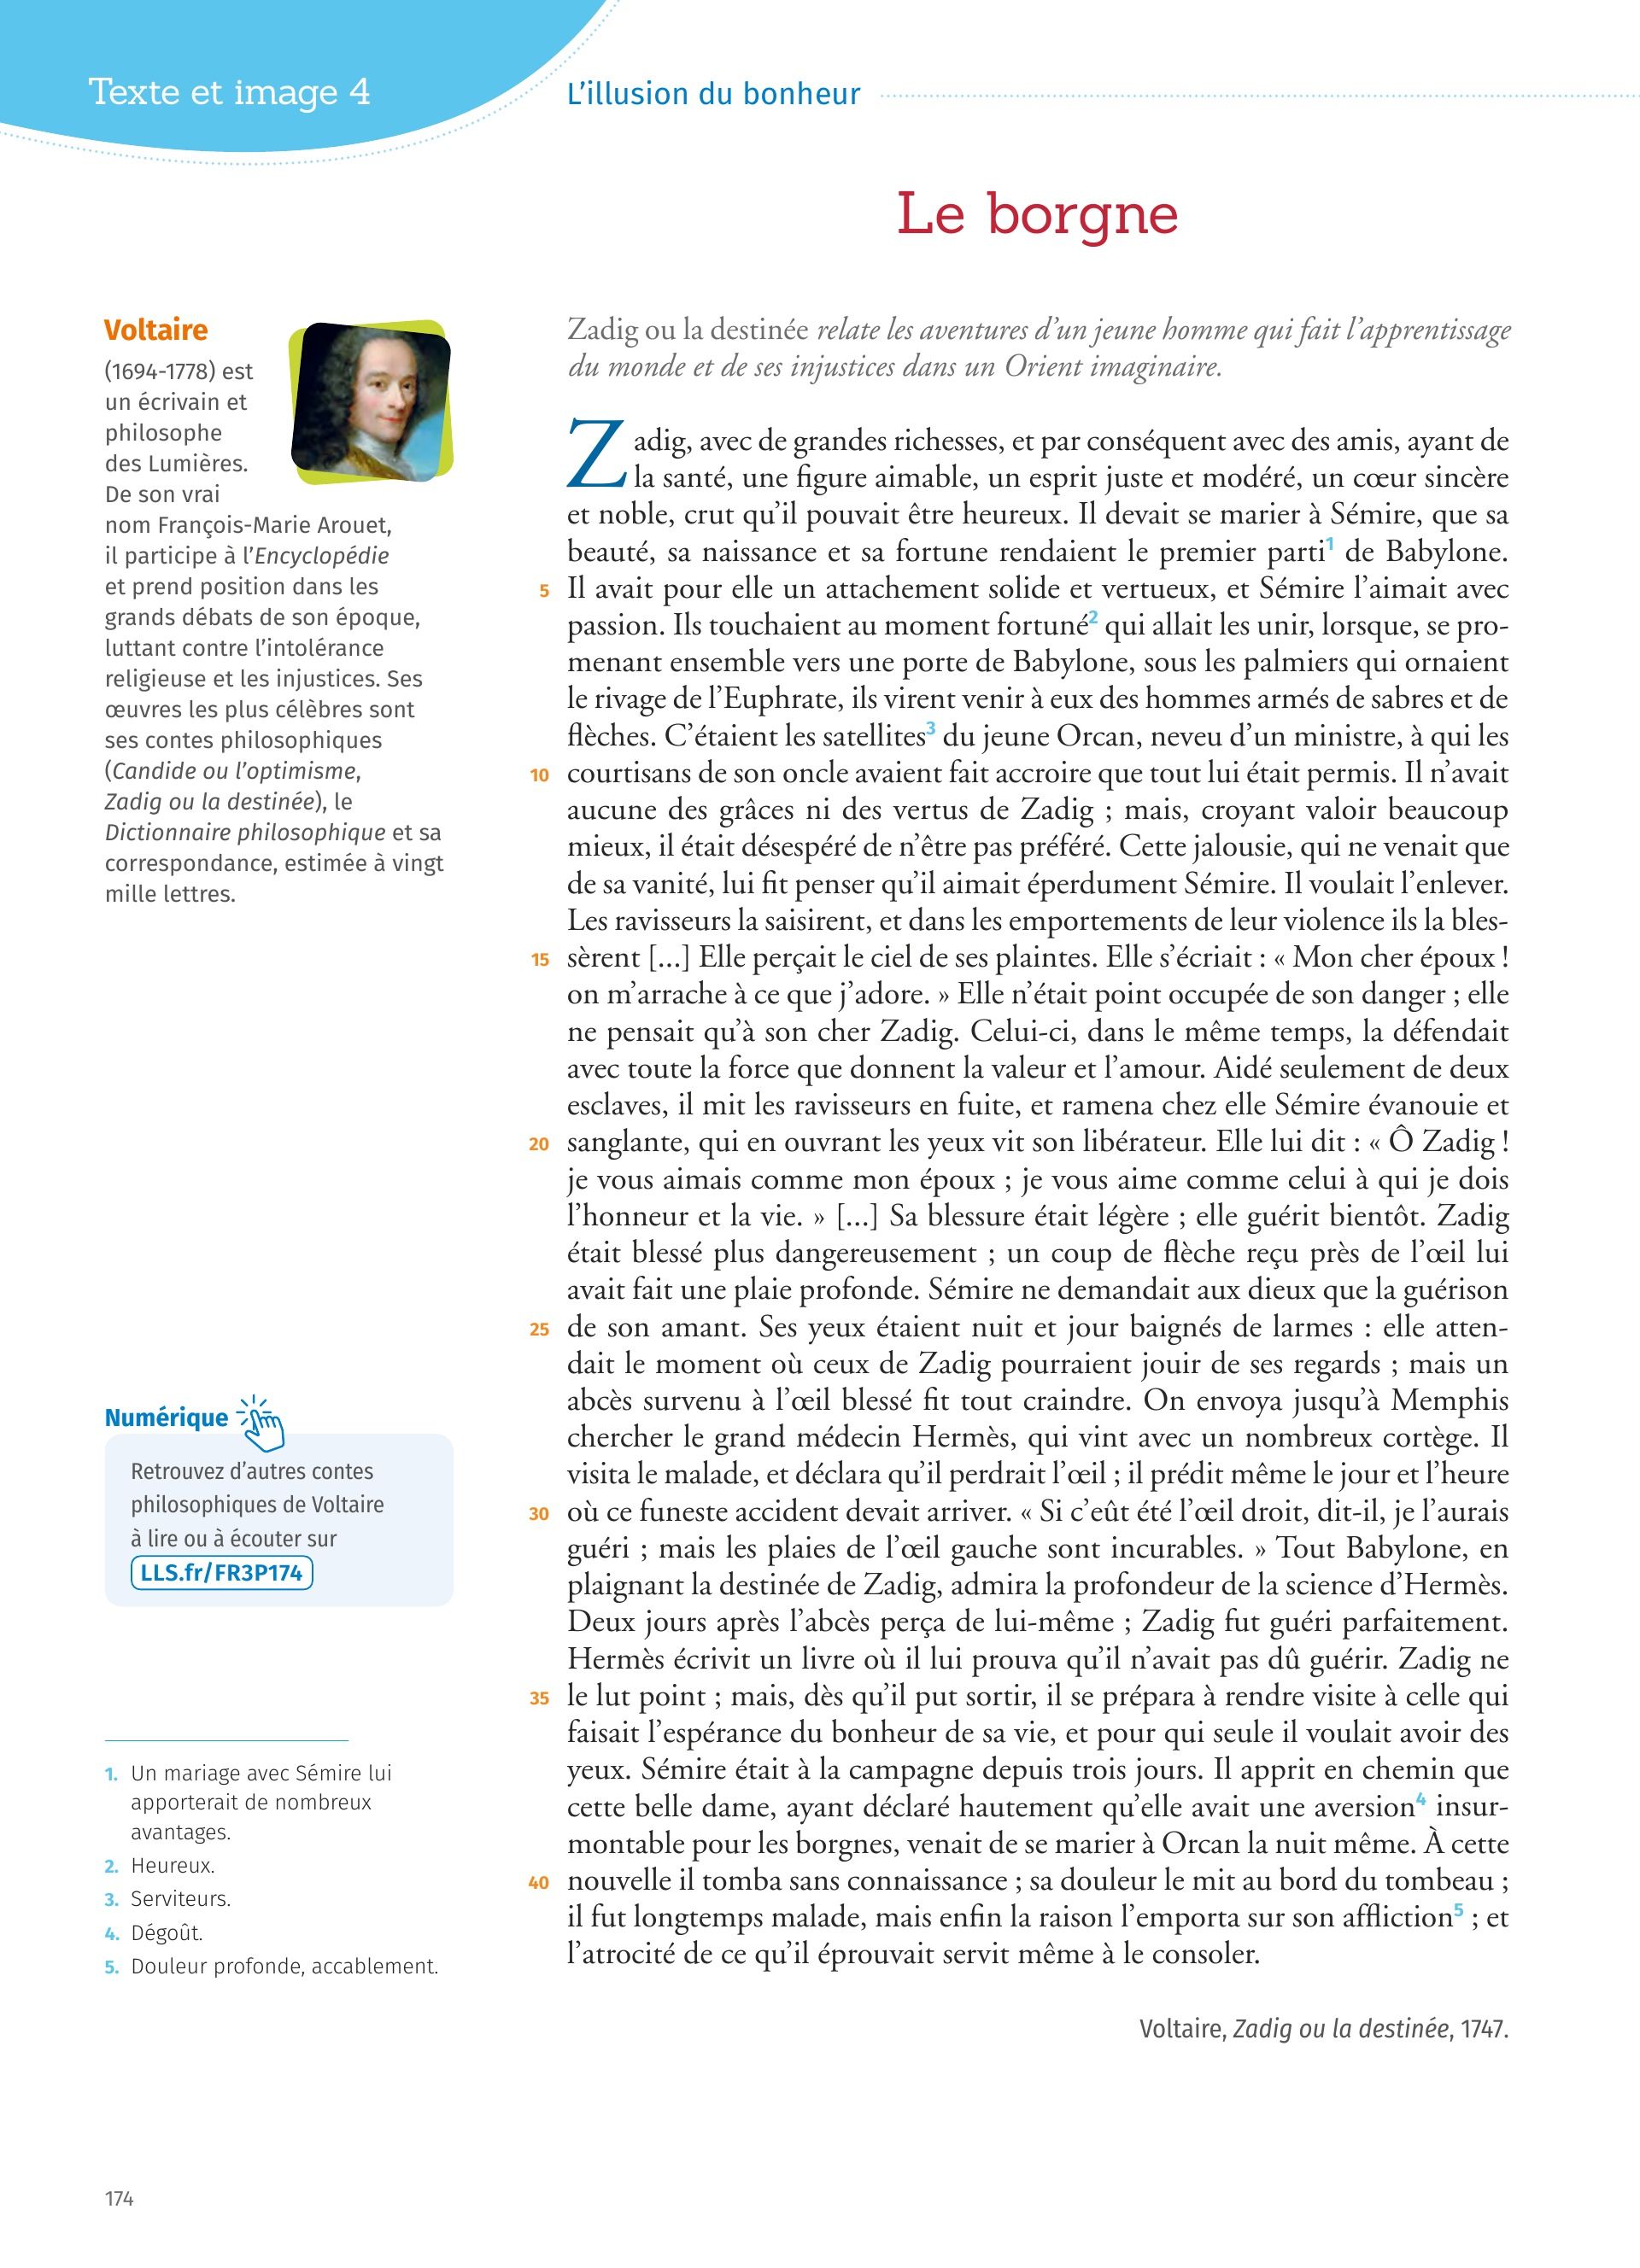 Texte et image 4
L'illusion du bonheur
Le borgne
Voltaire
(1694-1778) est
un écrivain et
philosophe
des Lumières.
De son vrai
nom François-Marie Arouet,
il participe à l'Encyclopédie
et prend position dans les
grands débats de son époque,
luttant contre l'intolérance
religieuse et les injustices. Ses
œuvres les plus célèbres sont
ses contes philosophiques
(Candide ou l'optimisme,
Zadig ou la destinée), le
Dictionnaire philosophique et sa
correspondance, estimée à vingt
mille lettres.
Numérique
Retrouvez d'autres contes
philosophiques de Voltaire
à lire ou à écouter sur
LLS.fr/FR3P174
1. Un mariage avec Sémire lui
apporterait de nombreux
avantages.
2. Heureux.
3. Serviteurs.
4. Dégoût.
5. Douleur profonde, accablement.
Zadig ou la destinée relate les aventures d'un jeune homme qui fait l'apprentissage
du monde et de ses injustices dans un Orient imaginaire.
Zadig, avec de grandes richesses, et par conséquent avec des amis, ayant de
la santé, une figure aimable, un esprit juste et modéré, un cœur sincère
et noble, crut qu'il pouvait être heureux. Il devait se marier à Sémire, que sa
beauté, sa naissance et sa fortune rendaient le premier parti1 de Babylone.
5 Il avait pour elle un attachement solide et vertueux, et Sémire l'aimait avec
passion. Ils touchaient au moment fortuné2 qui allait les unir, lorsque, se pro-
menant ensemble vers une porte de Babylone, sous les palmiers qui ornaient
le rivage de l'Euphrate, ils virent venir à eux des hommes armés de sabres et de
flèches. C'étaient les satellites3 du jeune Orcan, neveu d'un ministre, à qui les
10 courtisans de son oncle avaient fait accroire que tout lui était permis. Il n'avait
aucune des grâces ni des vertus de Zadig ; mais, croyant valoir beaucoup
mieux, il était désespéré de n'être pas préféré. Cette jalousie, qui ne venait que
de sa vanité, lui fit penser qu'il aimait éperdument Sémire. Il voulait l'enlever.
Les ravisseurs la saisirent, et dans les emportements de leur violence ils la bles-
15 sèrent [...] Elle perçait le ciel de ses plaintes. Elle s'écriait : « Mon cher époux !
on m'arrache à ce que j'adore. » Elle n'était point occupée de son danger ; elle
ne pensait qu'à son cher Zadig. Celui-ci, dans le même temps, la défendait
avec toute la force que donnent la valeur et l'amour. Aidé seulement de deux
esclaves, il mit les ravisseurs en fuite, et ramena chez elle Sémire évanouie et
20 sanglante, qui en ouvrant les yeux vit son libérateur. Elle lui dit : « Ô Zadig !
je vous aimais comme mon époux ; je vous aime comme celui à qui je dois
l'honneur et la vie. » [...] Sa blessure était légère ; elle guérit bientôt. Zadig
était blessé plus dangereusement ; un coup de flèche reçu près de l'œil lui
avait fait une plaie profonde. Sémire ne demandait aux dieux que la guérison
25 de son amant. Ses yeux étaient nuit et jour baignés de larmes : elle atten-
dait le moment où ceux de Zadig pourraient jouir de ses regards ; mais un
abcès survenu à l'œil blessé fit tout craindre. On envoya jusqu'à Memphis
chercher le grand médecin Hermès, qui vint avec un nombreux cortège. Il
visita le malade, et déclara qu'il perdrait l'œil ; il prédit même le jour et l'heure
30 où ce funeste accident devait arriver. « Si c'eût été l'œil droit, dit-il, je l'aurais
guéri ; mais les plaies de l'œil gauche sont incurables. » Tout Babylone, en
plaignant la destinée de Zadig, admira la profondeur de la science d'Hermès.
Deux jours après l'abcès perça de lui-même ; Zadig fut guéri parfaitement.
Hermès écrivit un livre où il lui prouva qu'il n'avait pas dû guérir. Zadig ne
35 le lut point ; mais, dès qu'il put sortir, il se prépara à rendre visite à celle qui
faisait l'espérance du bonheur de sa vie, et pour qui seule il voulait avoir des
yeux. Sémire était à la campagne depuis trois jours. Il apprit en chemin que
cette belle dame, ayant déclaré hautement qu'elle avait une aversion4 insur-
montable pour les borgnes, venait de se marier à Orcan la nuit même. À cette
40 nouvelle il tomba sans connaissance ; sa douleur le mit au bord du tombeau ;
il fut longtemps malade, mais enfin la raison l'emporta sur son affliction5 ; et
l'atrocité de ce qu'il éprouvait servit même à le consoler.
Voltaire, Zadig ou la destinée, 1747.
174